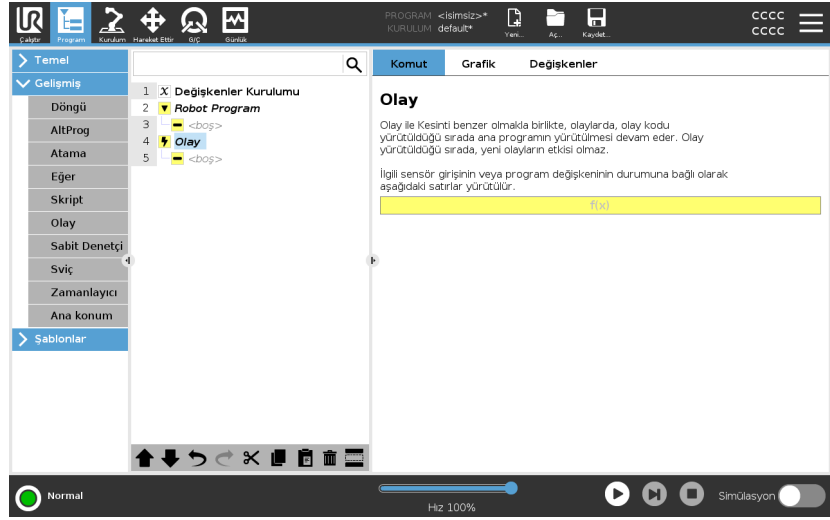 PROGRAM <isimsiz>*
KURULUM default*
UR
Çalıştır
Program
Kurulum
Hareket Ettir
G/Ç
Günlük
Yeni...
Aç...
Kaydet...
cccc
cccc
Temel
Gelişmiş
Döngü
AltProg
Atama
Eğer
Skript
Olay
Sabit Denetçi
Sviç
Zamanlayıcı
Ana konum
Şablonlar
1 X Değişkenler Kurulumu
2 Robot Program
3 <boş>
4 Olay
5 <boş>
Komut
Grafik
Değişkenler
Olay
Olay ile Kesinti benzer olmakla birlikte, olaylarda, olay kodu
yürütüldüğü sırada ana programın yürütülmesi devam eder. Olay
yürütüldüğü sırada, yeni olayların etkisi olmaz.
İlgili sensör girişinin veya program değişkeninin durumuna bağlı olarak
aşağıdaki satırlar yürütülür.
f(x)
Normal
Hız 100%
Simülasyon